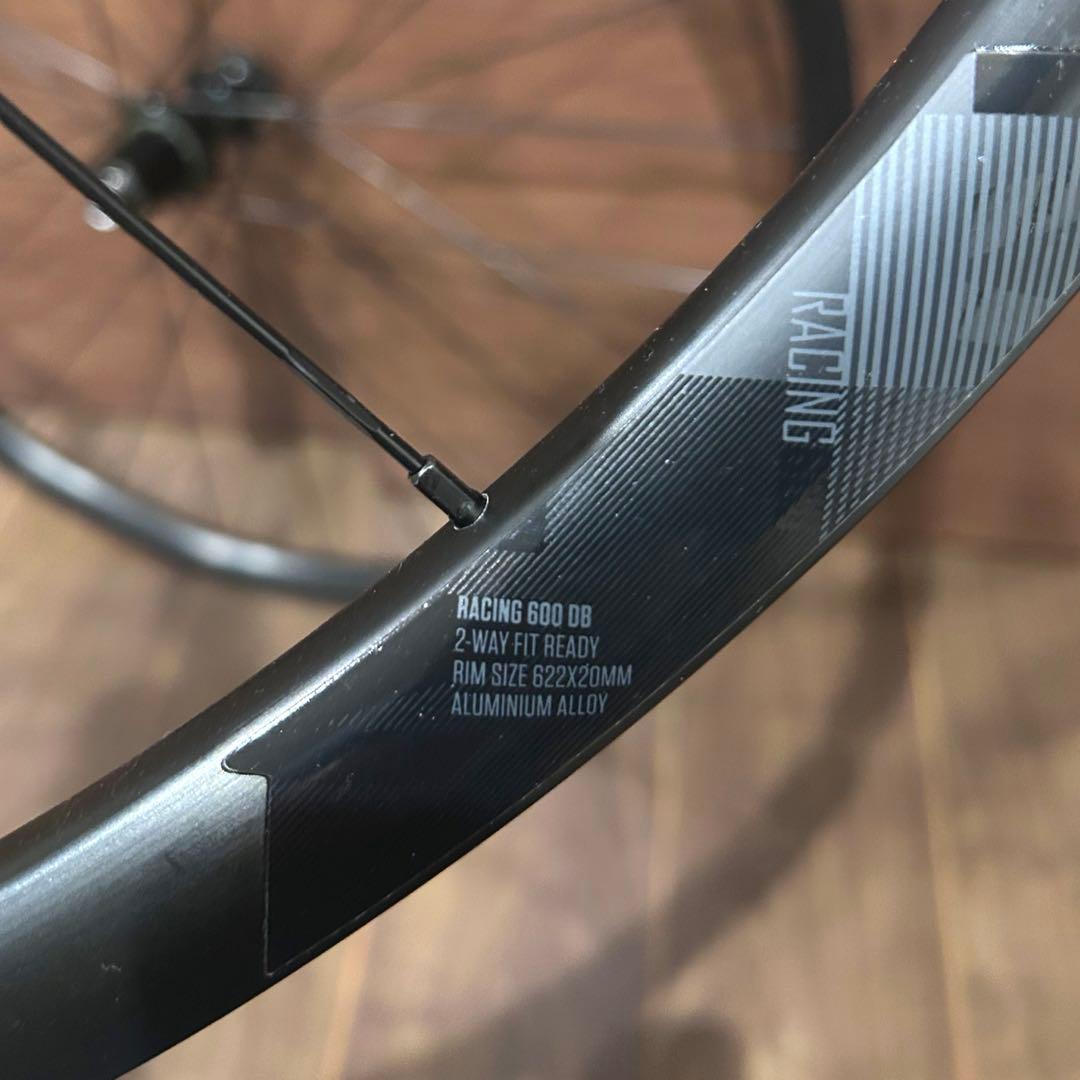 RACING
RACING 600 DB
2-WAY FIT READY
RIM SIZE 622X20MM
ALUMINIUM ALLOY